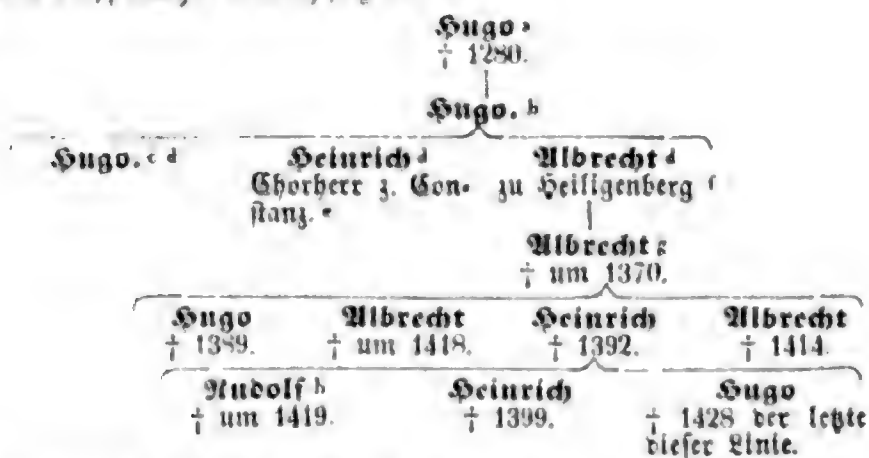 Hugo a
† 1280.
Hugo. b
Hugo. c d Heinrich d Albrecht d
Chorherr z. Con- zu Heiligenberg f
stanz. e
Albrecht g
† um 1370.
Hugo Albrecht Heinrich Albrecht
† 1389. † um 1418. † 1392. † 1414.
Rudolf h Heinrich Hugo
† um 1419. † 1399. † 1428 der letzte
dieser Linie.